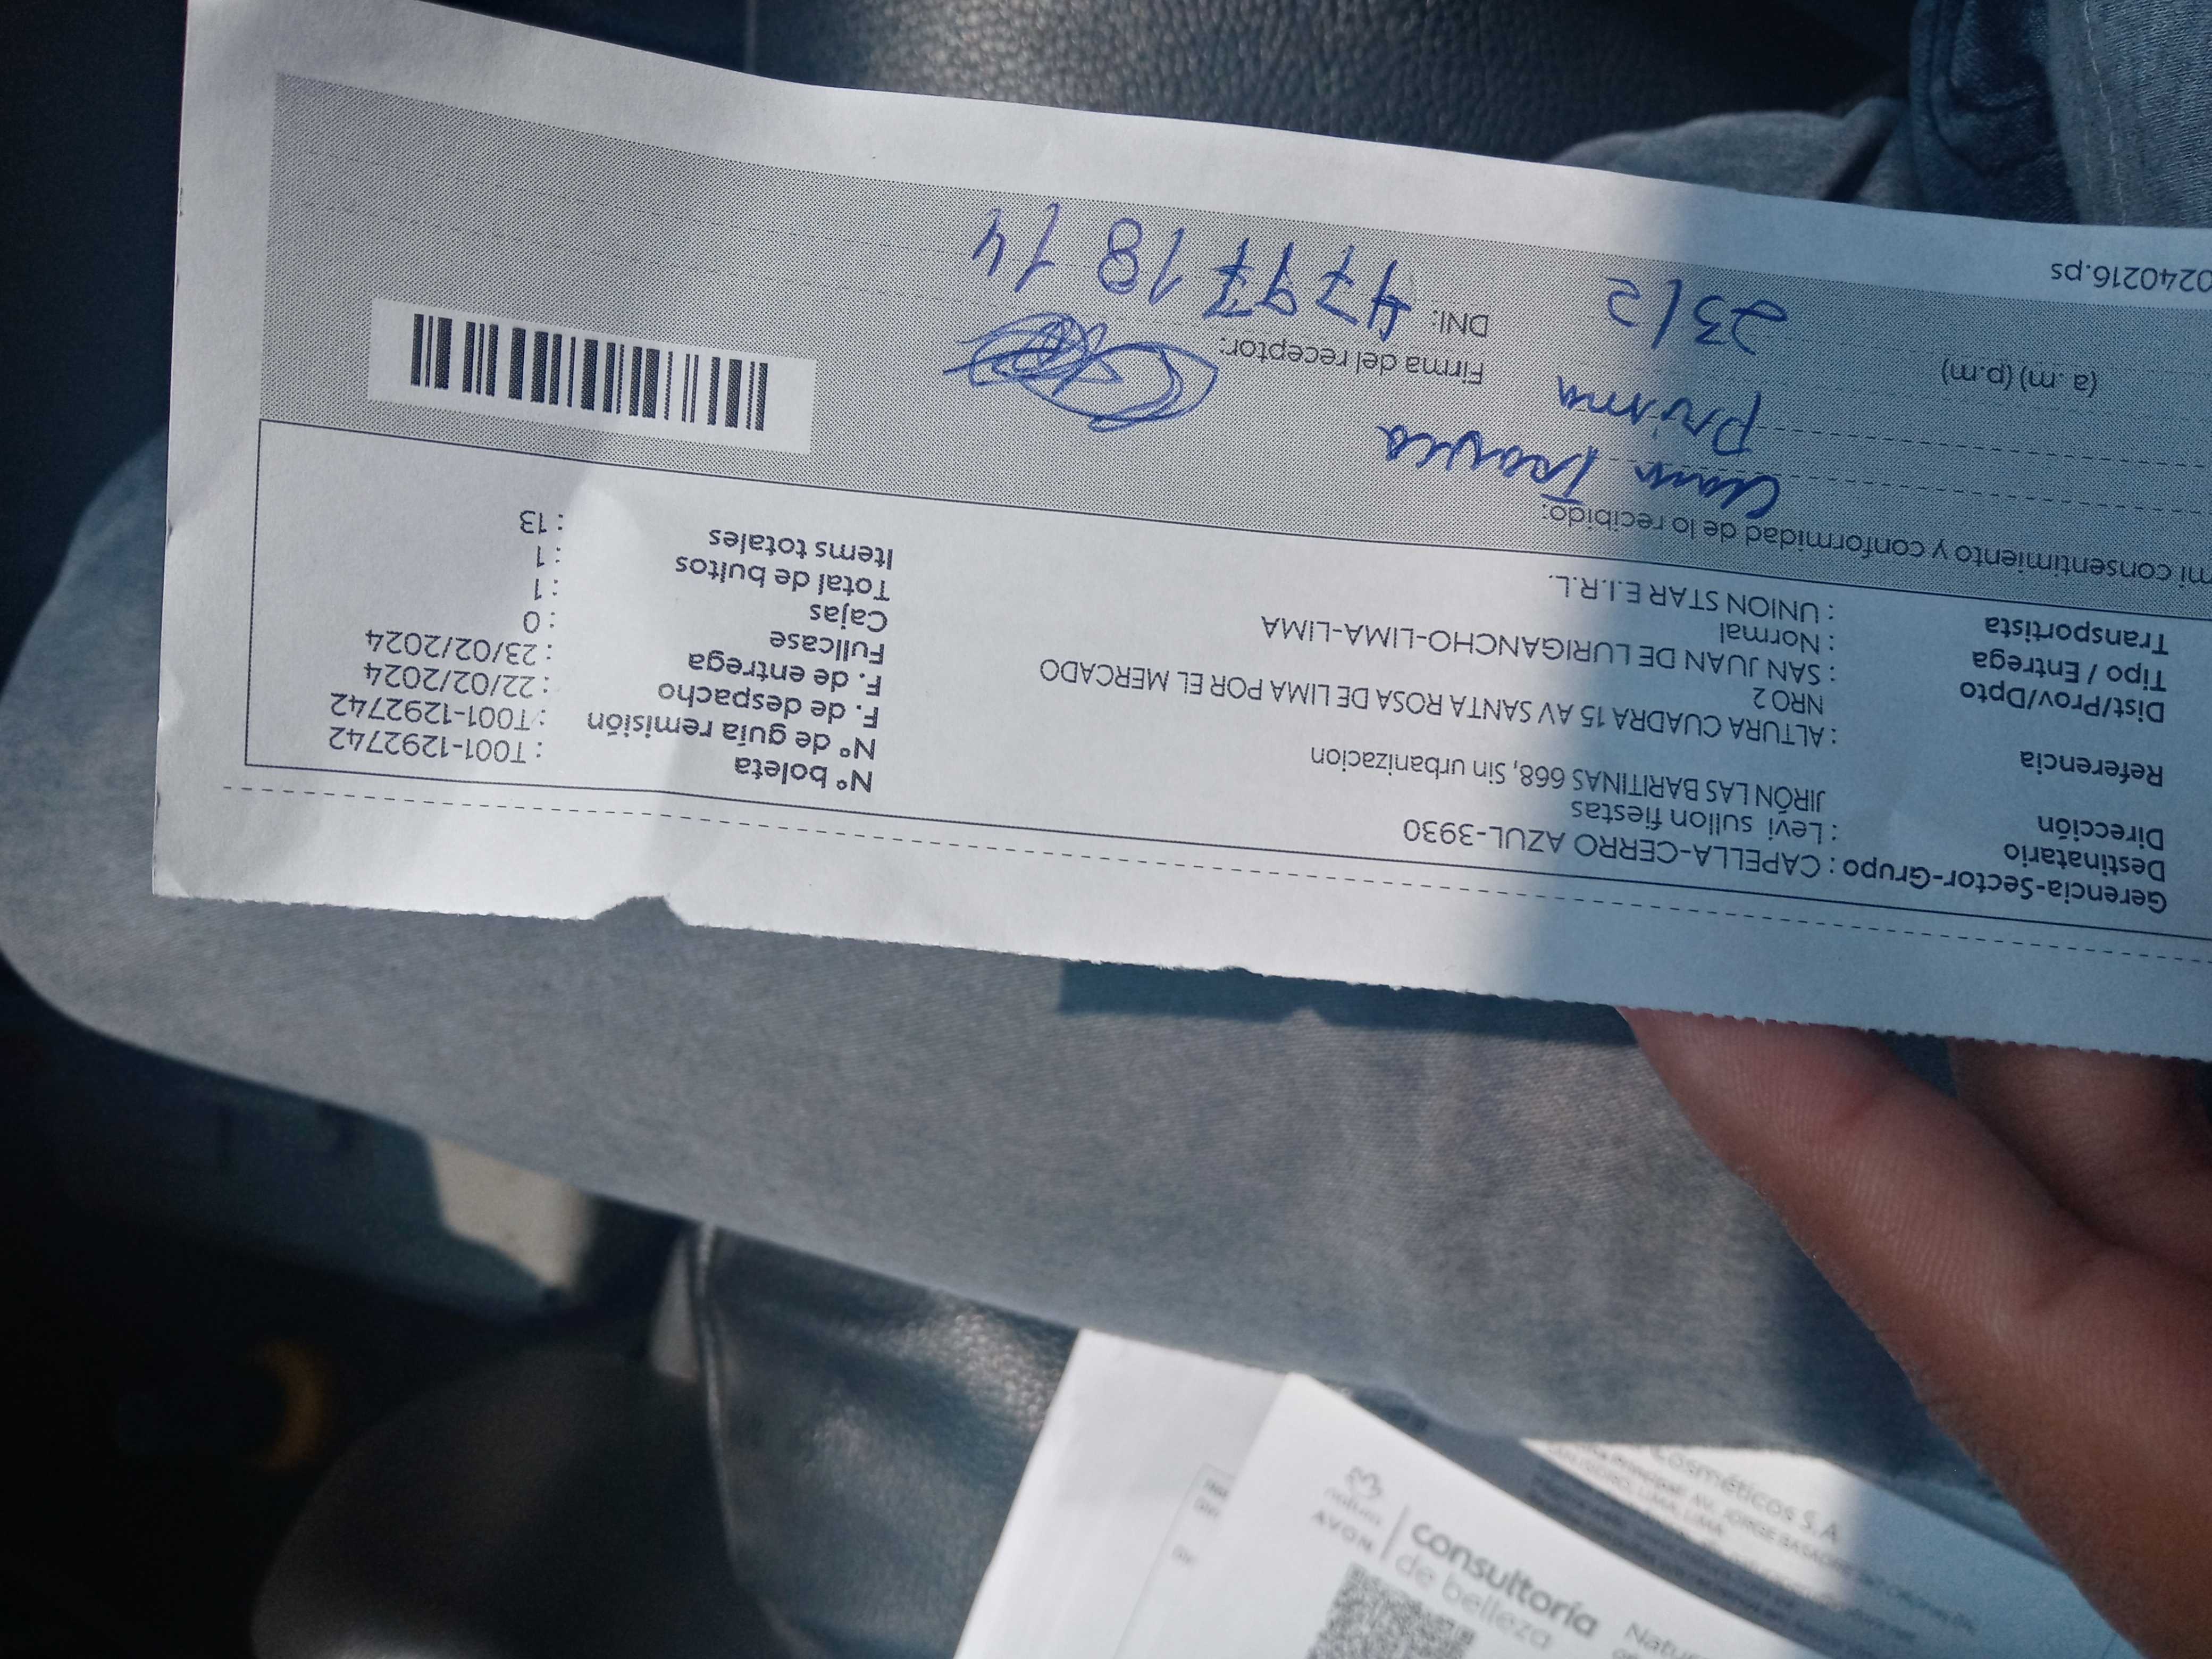 Gerencia-Sector-Grupo : CAPELLA-CERRO AZUL-3930
Destinatario : Levi sullon fiestas
Dirección JIRÓN LAS BARITINAS 668, Sin urbanizacion
Referencia : ALTURA CUADRA 15 AV SANTA ROSA DE LIMA POR EL MERCADO
NRO 2
Dist/Prov/Dpto : SAN JUAN DE LURIGANCHO-LIMA-LIMA
Tipo / Entrega : Normal
Transportista : UNION STAR E.I.R.L.
N° boleta : T001-1292742
N° de guía remisión : T001-1292742
F. de despacho : 22/02/2024
F. de entrega : 23/02/2024
Fullcase : 0
Cajas : 1
Total de bultos : 1
Items totales : 13
mi consentimiento y conformidad de lo recibido:
Prima
Firma del receptor:
(a .m) (p.m) 23/2
DNI: 47971814
0240216.ps
natura
AVON
consultoría
de belleza
Cosméticos S.A